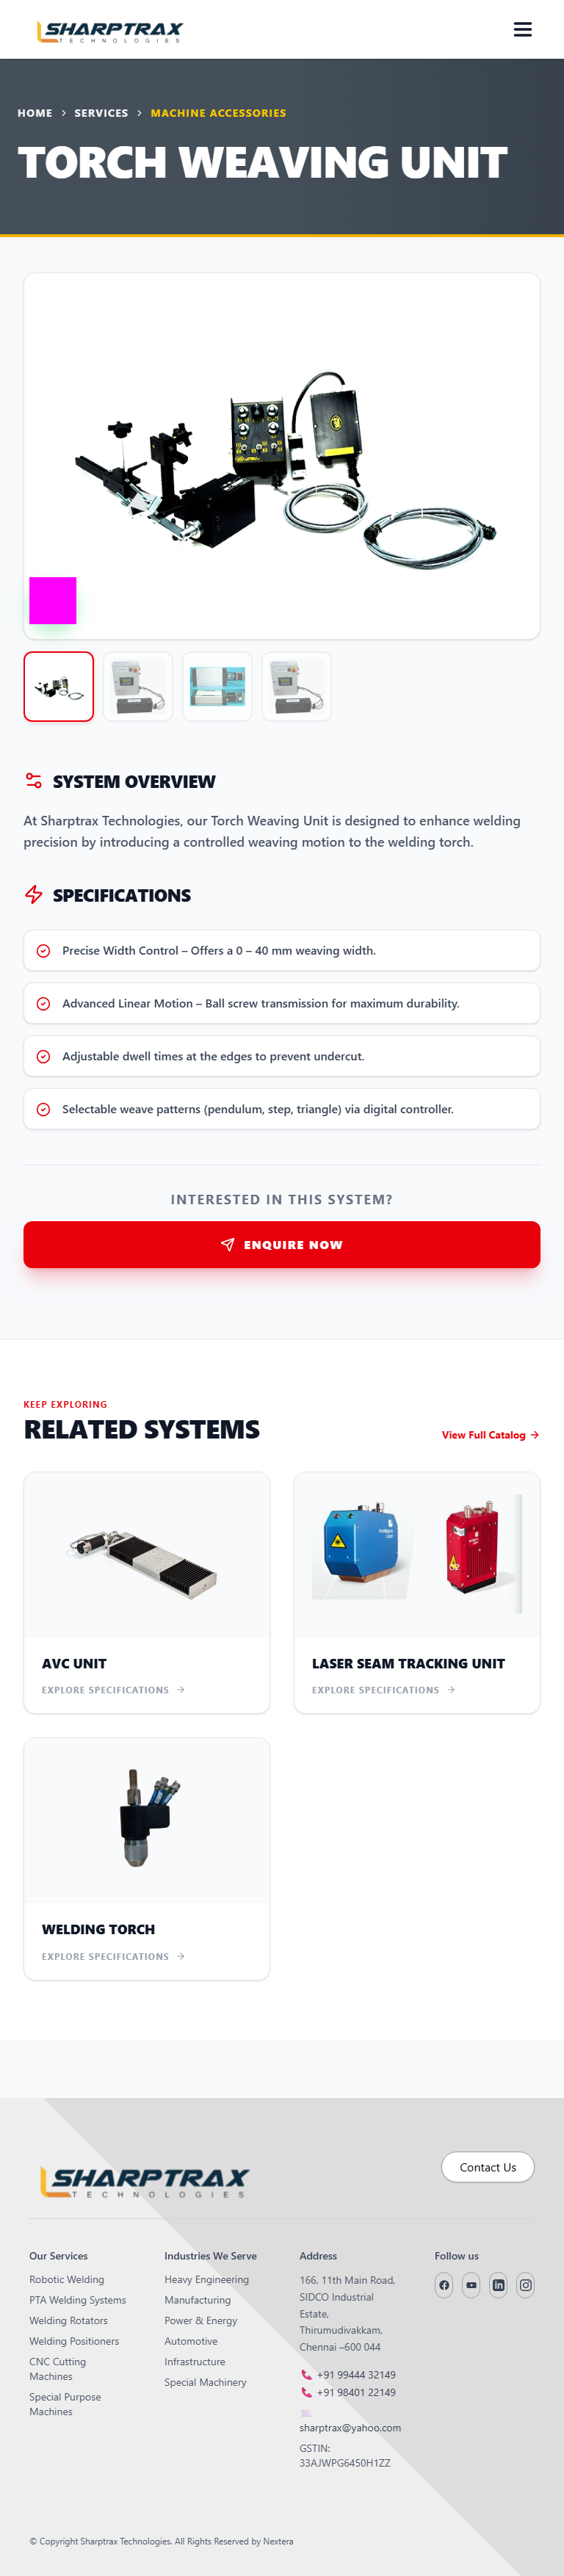 SHARPTRAX
TECHNOLOGIES
HOME > SERVICES > MACHINE ACCESSORIES
TORCH WEAVING UNIT
SYSTEM OVERVIEW
At Sharptrax Technologies, our Torch Weaving Unit is designed to enhance welding
precision by introducing a controlled weaving motion to the welding torch.
SPECIFICATIONS
Precise Width Control – Offers a 0 – 40 mm weaving width.
Advanced Linear Motion – Ball screw transmission for maximum durability.
Adjustable dwell times at the edges to prevent undercut.
Selectable weave patterns (pendulum, step, triangle) via digital controller.
INTERESTED IN THIS SYSTEM?
ENQUIRE NOW
KEEP EXPLORING
RELATED SYSTEMS
View Full Catalog →
AVC UNIT
EXPLORE SPECIFICATIONS →
LASER SEAM TRACKING UNIT
EXPLORE SPECIFICATIONS →
WELDING TORCH
EXPLORE SPECIFICATIONS →
SHARPTRAX
TECHNOLOGIES
Contact Us
Our Services
Robotic Welding
PTA Welding Systems
Welding Rotators
Welding Positioners
CNC Cutting
Machines
Special Purpose
Machines
Industries We Serve
Heavy Engineering
Manufacturing
Power & Energy
Automotive
Infrastructure
Special Machinery
Address
166, 11th Main Road,
SIDCO Industrial
Estate,
Thirumudivakkam,
Chennai –600 044
+91 99444 32149
+91 98401 22149
sharptrax@yahoo.com
GSTIN:
33AJWPG6450H1ZZ
Follow us
© Copyright Sharptrax Technologies. All Rights Reserved by Nextera